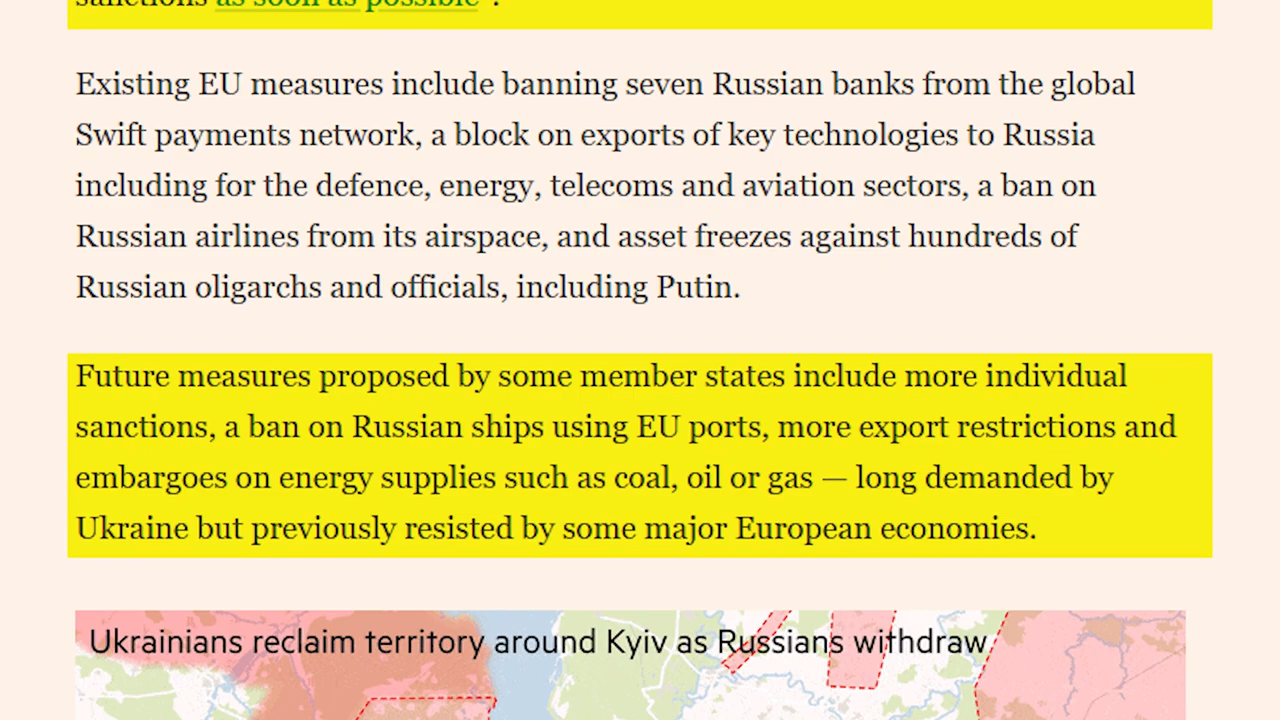 sanctions as soon as possible".
Existing EU measures include banning seven Russian banks from the global
Swift payments network, a block on exports of key technologies to Russia
including for the defence, energy, telecoms and aviation sectors, a ban on
Russian airlines from its airspace, and asset freezes against hundreds of
Russian oligarchs and officials, including Putin.
Future measures proposed by some member states include more individual
sanctions, a ban on Russian ships using EU ports, more export restrictions and
embargoes on energy supplies such as coal, oil or gas — long demanded by
Ukraine but previously resisted by some major European economies.
Ukrainians reclaim territory around Kyiv as Russians withdraw